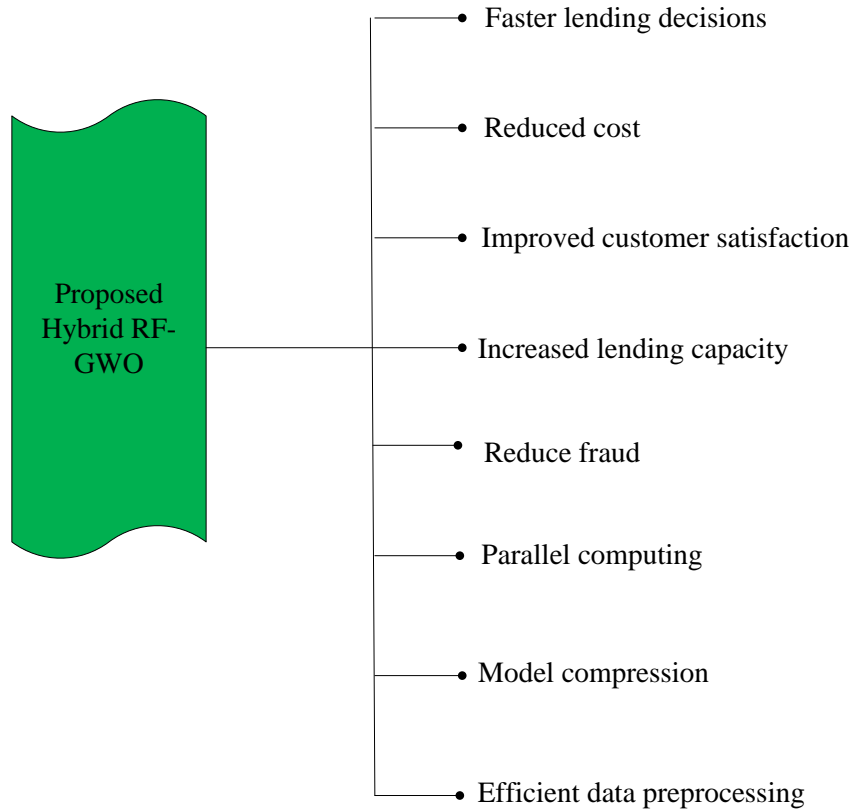 Proposed
Hybrid RF-
GWO
Faster lending decisions
Reduced cost
Improved customer satisfaction
Increased lending capacity
Reduce fraud
Parallel computing
Model compression
Efficient data preprocessing